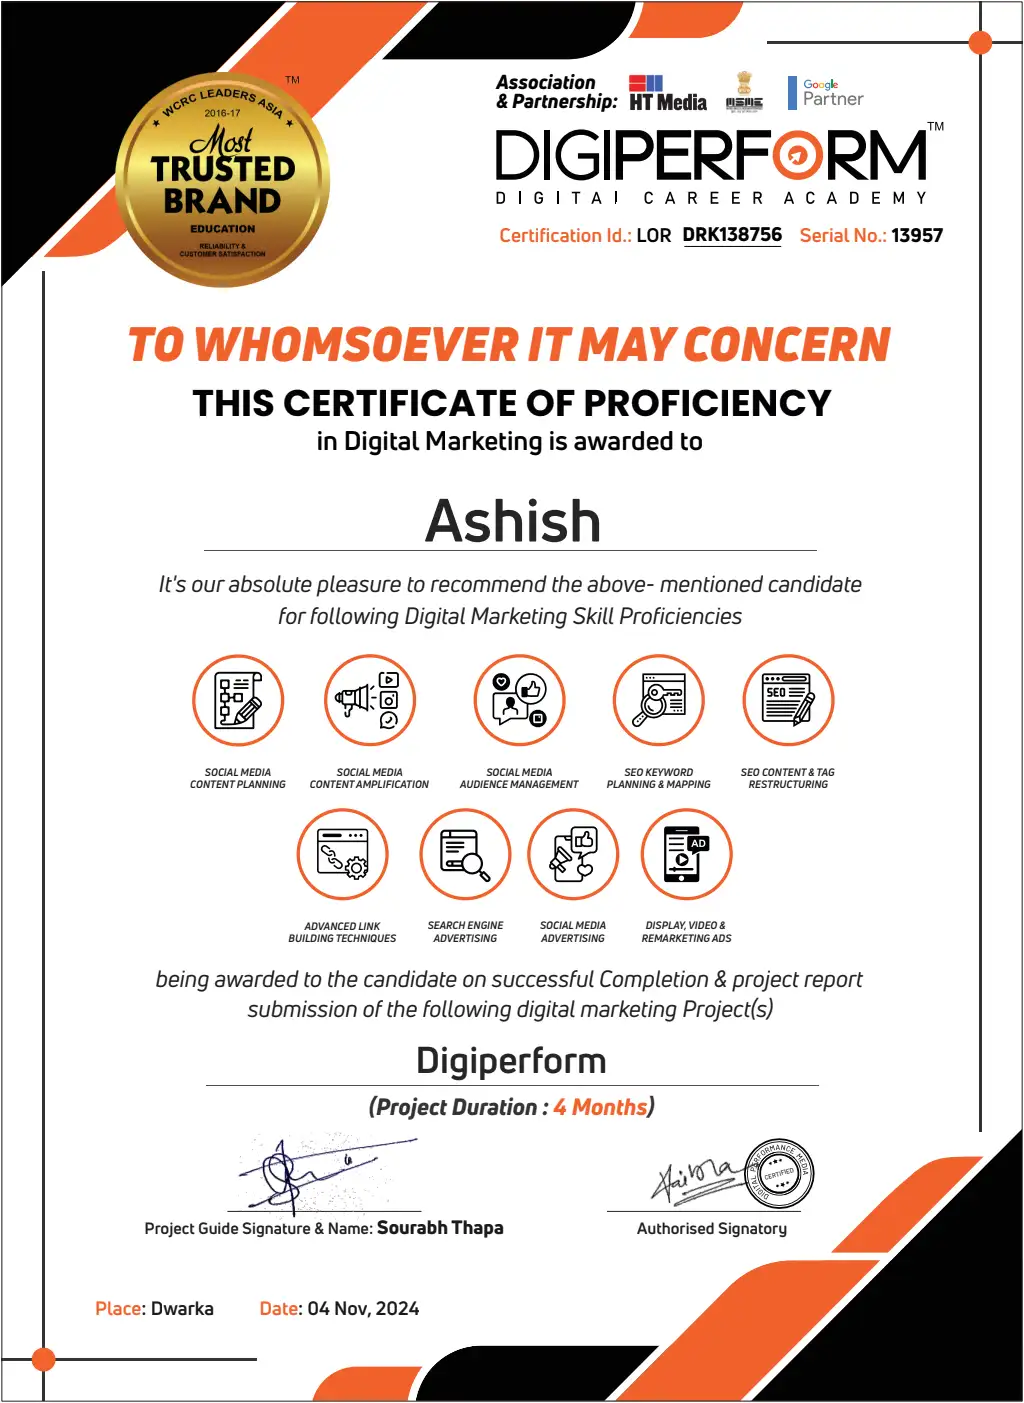 TM
WCRC LEADERS ASIA
2016-17
Most
TRUSTED
BRAND
EDUCATION
RELIABILITY &
CUSTOMER SATISFACTION
Association
& Partnership:
HT Media
MSME
Google
Partner
DIGIPERFORM TM
DIGITAL CAREER ACADEMY
Certification Id.: LOR DRK138756 Serial No.: 13957
TO WHOMSOEVER IT MAY CONCERN
THIS CERTIFICATE OF PROFICIENCY
in Digital Marketing is awarded to
Ashish
It's our absolute pleasure to recommend the above- mentioned candidate
for following Digital Marketing Skill Proficiencies
SEO
SOCIAL MEDIA
CONTENT PLANNING
SOCIAL MEDIA
CONTENT AMPLIFICATION
SOCIAL MEDIA
AUDIENCE MANAGEMENT
SEO KEYWORD
PLANNING & MAPPING
SEO CONTENT & TAG
RESTRUCTURING
AD
ADVANCED LINK
BUILDING TECHNIQUES
SEARCH ENGINE
ADVERTISING
SOCIAL MEDIA
ADVERTISING
DISPLAY, VIDEO &
REMARKETING ADS
being awarded to the candidate on successful Completion & project report
submission of the following digital marketing Project(s)
Digiperform
(Project Duration : 4 Months)
DIGITAL PERFORMANCE MEDIA
CERTIFIED
Project Guide Signature & Name: Sourabh Thapa
Authorised Signatory
Place: Dwarka
Date: 04 Nov, 2024